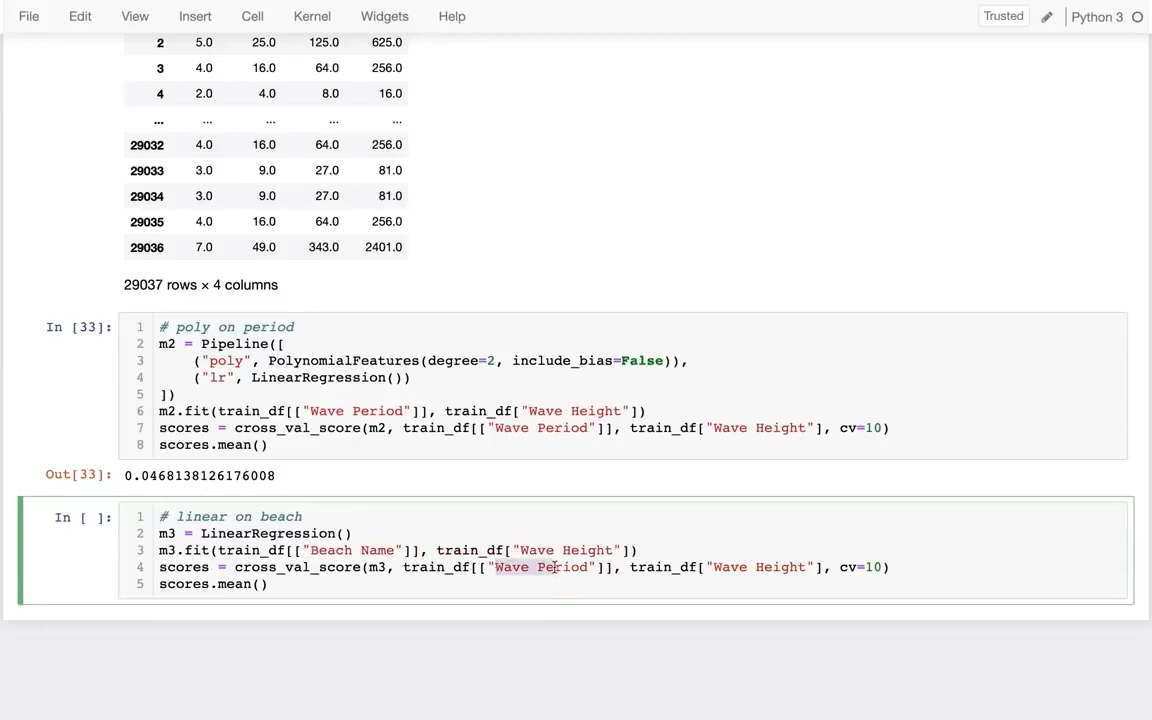 File Edit View Insert Cell Kernel Widgets Help Trusted Python 3
2 5.0 25.0 125.0 625.0
3 4.0 16.0 64.0 256.0
4 2.0 4.0 8.0 16.0
... ... ... ... ...
29032 4.0 16.0 64.0 256.0
29033 3.0 9.0 27.0 81.0
29034 3.0 9.0 27.0 81.0
29035 4.0 16.0 64.0 256.0
29036 7.0 49.0 343.0 2401.0
29037 rows × 4 columns
In [33]: 1 # poly on period
2 m2 = Pipeline([
3 ("poly", PolynomialFeatures(degree=2, include_bias=False)),
4 ("lr", LinearRegression())
5 ])
6 m2.fit(train_df[["Wave Period"]], train_df["Wave Height"])
7 scores = cross_val_score(m2, train_df[["Wave Period"]], train_df["Wave Height"], cv=10)
8 scores.mean()
Out[33]: 0.0468138126176008
In [ ]: 1 # linear on beach
2 m3 = LinearRegression()
3 m3.fit(train_df[["Beach Name"]], train_df["Wave Height"])
4 scores = cross_val_score(m3, train_df[["Wave Period"]], train_df["Wave Height"], cv=10)
5 scores.mean()